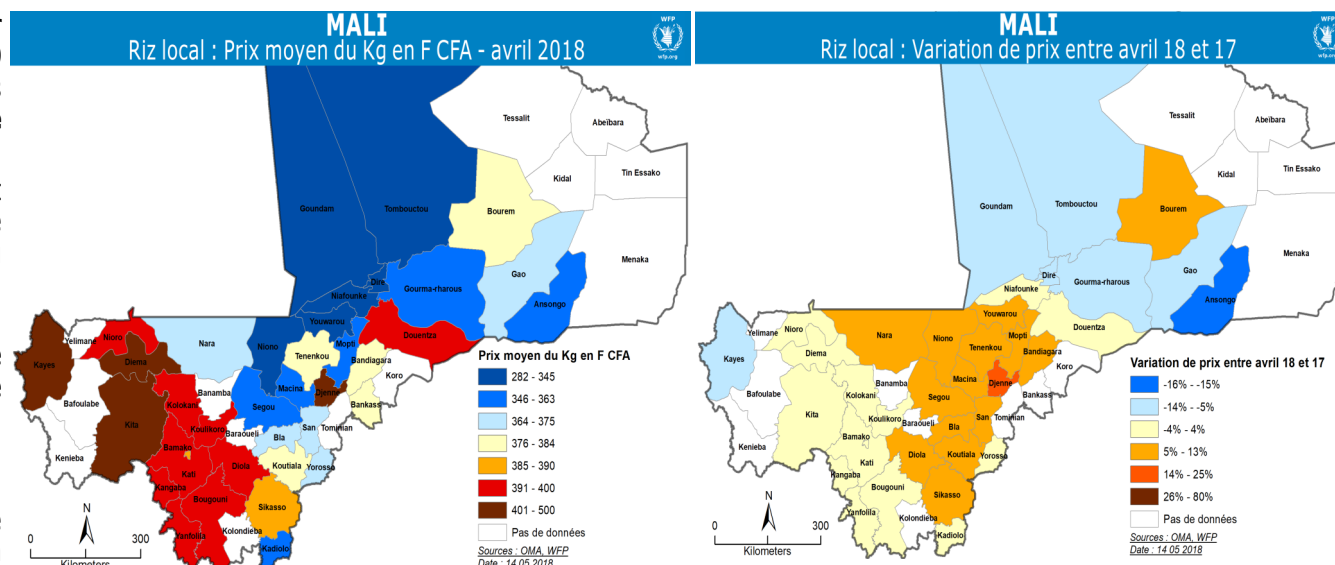 MALI
Riz local : Prix moyen du Kg en F CFA - avril 2018
WFP
wfp.org
Tessalit
Abeïbara
Kidal
Tin Essako
Goundam
Tombouctou
Bourem
Menaka
Gao
Gourma-rharous
Ansongo
Diré
Niafounke
Youwarou
Douentza
Mopti
Nara
Niono
Tenenkou
Bandiagara
Koro
Kayes
Yelimane
Nioro
Diema
Macina
Djenne
Bankass
Bafoulabe
Banamba
Segou
Kolokani
Kita
Koulikoro
Baraoueli
San
Tominian
Bla
Bamako
Kenieba
Kati
Diola
Koutiala
Yorosso
Kangaba
Bougouni
Sikasso
Yanfolila
Kolondieba
Kadiolo
N
0 300
Kilometers
Prix moyen du Kg en F CFA
282 - 345
346 - 363
364 - 375
376 - 384
385 - 390
391 - 400
401 - 500
Pas de données
Sources : OMA, WFP
Date : 14 05 2018
MALI
Riz local : Variation de prix entre avril 18 et 17
WFP
wfp.org
Tessalit
Abeïbara
Kidal
Tin Essako
Goundam
Tombouctou
Bourem
Menaka
Gao
Diré
Gourma-rharous
Ansongo
Niafounke
Youwarou
Douentza
Nara
Niono
Mopti
Tenenkou
Bandiagara
Koro
Kayes
Yelimane
Nioro
Diema
Macina
Djenne
Bankass
Bafoulabe
Banamba
Segou
Kolokani
Kita
Koulikoro
Baraoueli
San
Tominian
Bla
Bamako
Kenieba
Kati
Diola
Koutiala
Yorosso
Kangaba
Bougouni
Sikasso
Yanfolila
Kolondieba
Kadiolo
N
0 300
Kilometers
Variation de prix entre avril 18 et 17
-16% - -15%
-14% - -5%
-4% - 4%
5% - 13%
14% - 25%
26% - 80%
Pas de données
Sources : OMA, WFP
Date : 14 05 2018